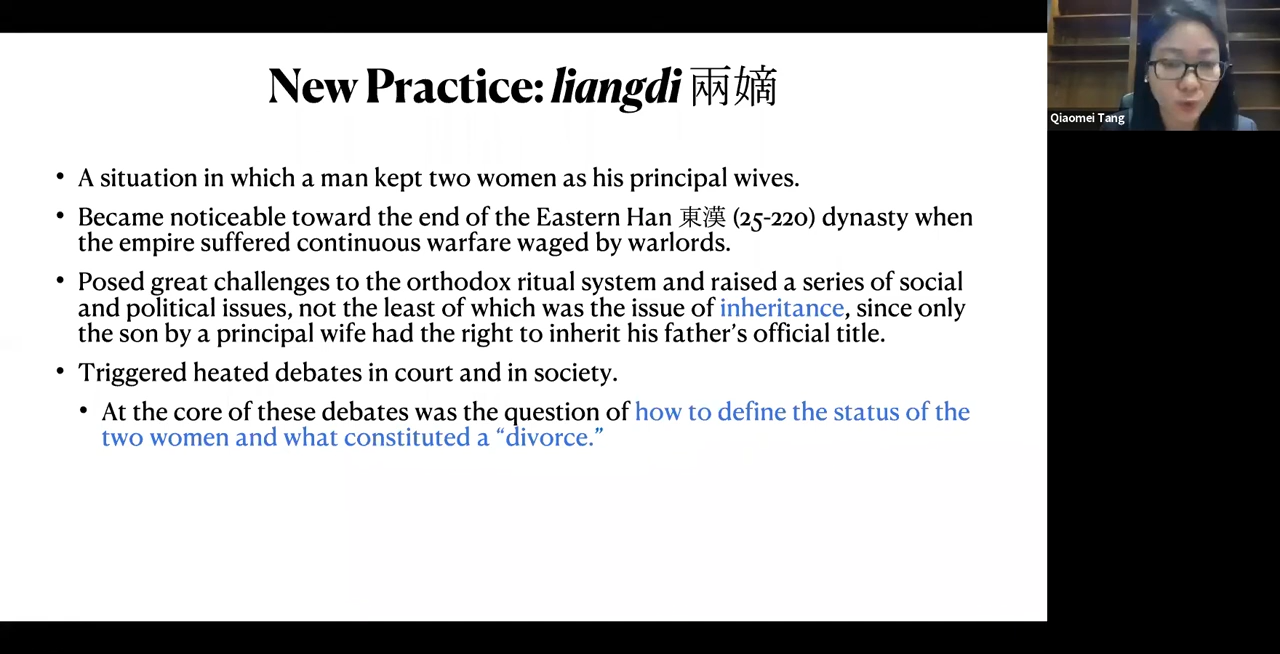 New Practice: liangdi 兩嫡
Qiaomei Tang
• A situation in which a man kept two women as his principal wives.
• Became noticeable toward the end of the Eastern Han 東漢 (25-220) dynasty when
the empire suffered continuous warfare waged by warlords.
• Posed great challenges to the orthodox ritual system and raised a series of social
and political issues, not the least of which was the issue of inheritance, since only
the son by a principal wife had the right to inherit his father’s official title.
• Triggered heated debates in court and in society.
• At the core of these debates was the question of how to define the status of the
two women and what constituted a “divorce.”